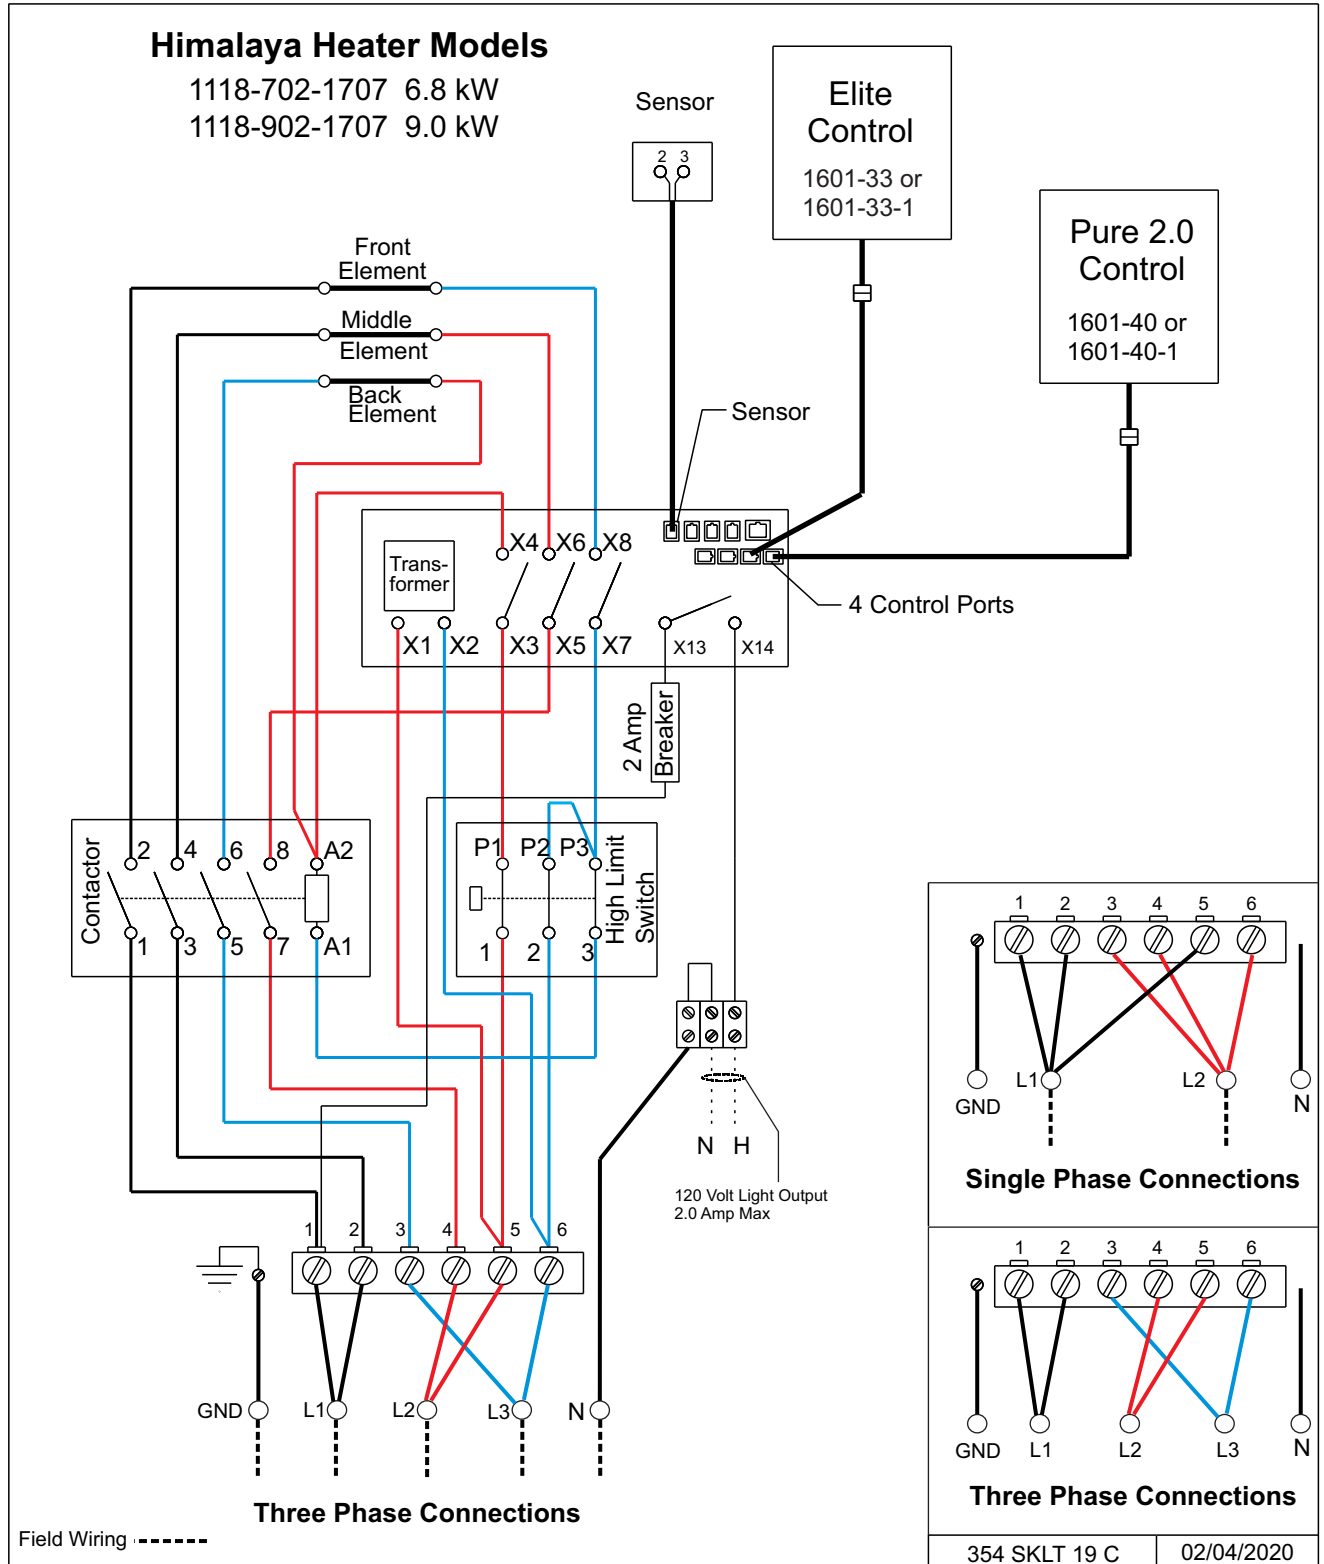 Himalaya Heater Models
1118-702-1707 6.8 kW
1118-902-1707 9.0 kW
Sensor
2 3
Elite
Control
1601-33 or
1601-33-1
Pure 2.0
Control
1601-40 or
1601-40-1
Front
Element
Middle
Element
Back
Element
Sensor
4 Control Ports
Trans-
former
X4 X6 X8
X1 X2 X3 X5 X7 X13 X14
2 Amp
Breaker
Contactor
2 4 6 8 A2
1 3 5 7 A1
P1 P2 P3
1 2 3
High Limit
Switch
N H
120 Volt Light Output
2.0 Amp Max
1 2 3 4 5 6
GND L1 L2 L3 N
Three Phase Connections
Field Wiring
1 2 3 4 5 6
GND L1 L2 N
Single Phase Connections
1 2 3 4 5 6
GND L1 L2 L3 N
Three Phase Connections
354 SKLT 19 C 02/04/2020